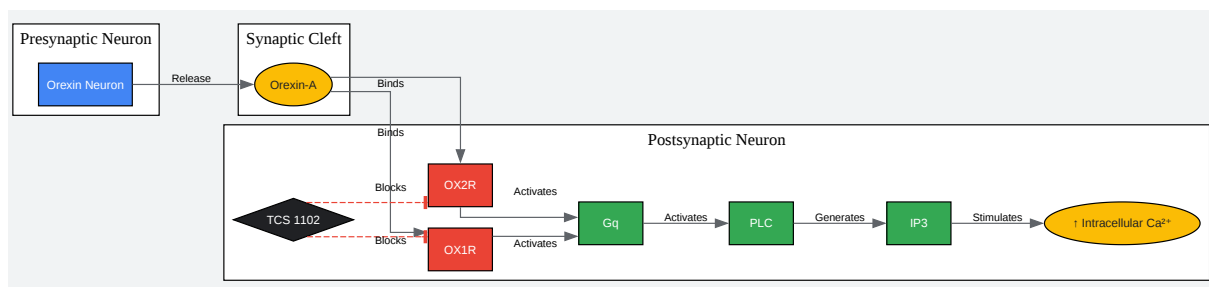 Presynaptic Neuron
Synaptic Cleft
Orexin Neuron
Release
Orexin-A
Binds
Binds
Postsynaptic Neuron
TCS 1102
Blocks
Blocks
OX2R
OX1R
Activates
Activates
Gq
Activates
PLC
Generates
IP3
Stimulates
↑ Intracellular Ca²⁺